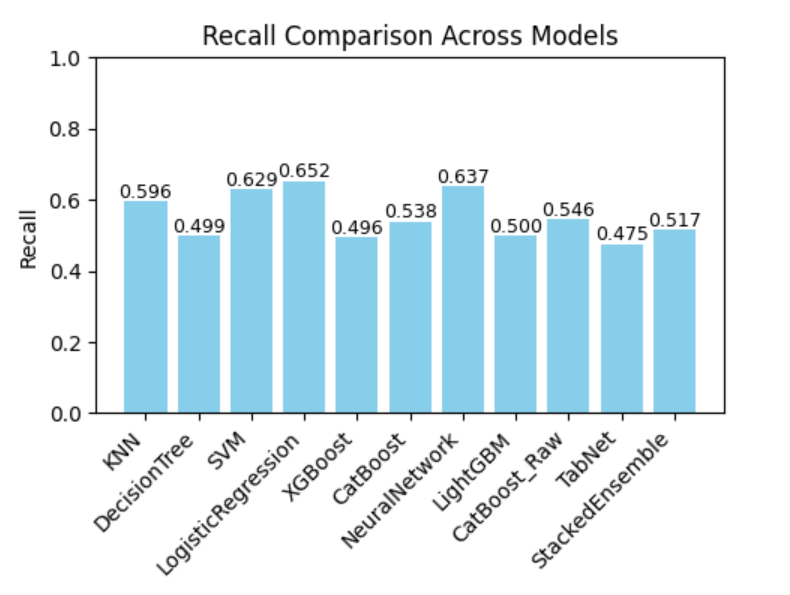 Recall Comparison Across Models
Recall
1.0
0.8
0.6
0.4
0.2
0.0
0.596
0.499
0.629
0.652
0.496
0.538
0.637
0.500
0.546
0.475
0.517
KNN
DecisionTree
SVM
LogisticRegression
XGBoost
CatBoost
NeuralNetwork
LightGBM
CatBoost_Raw
TabNet
StackedEnsemble